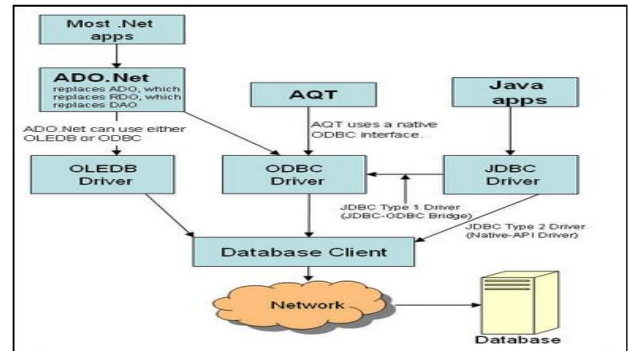 Most .Net
apps
ADO.Net
replaces ADO, which
replaces RDO, which
replaces DAO
AQT
Java
apps
ADO.Net can use either
OLEDB or ODBC
AQT uses a native
ODBC interface.
OLEDB
Driver
ODBC
Driver
JDBC
Driver
JDBC Type 1 Driver
(JDBC-ODBC Bridge)
JDBC Type 2 Driver
(Native-API Driver)
Database Client
Network
Database